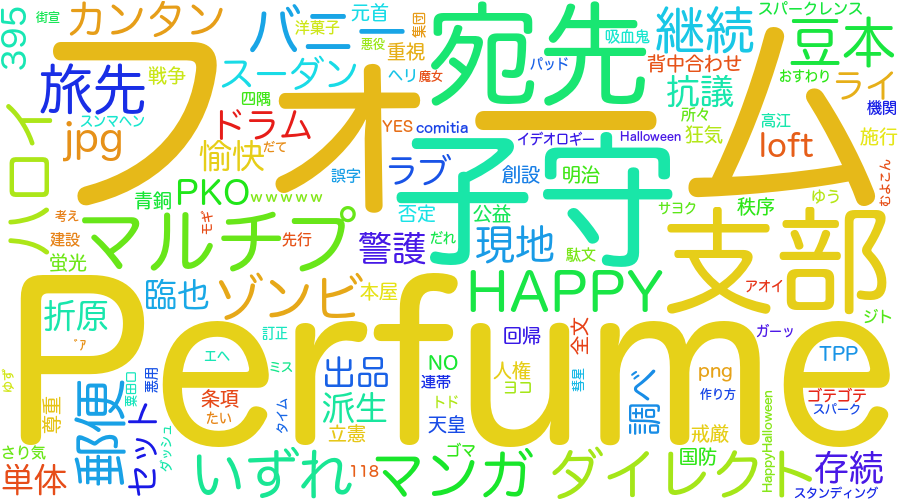 街宣
カンタン
395
バニー
元首
洋菓子
悪役
集団
重視
宛先
吸血鬼
継続
スパークレンス
豆本
フォーム
旅先
戦争
スーダン
ヘリ
魔女
四隅
パッド
背中合わせ
おすわり
ライ
jpg
スンマヘン
ドラム
YES
comitia
イデオロギー
抗議
Halloween
所々
狂気
高江
機関
施行
loft
ハロイ
愉快
だて
ラブ
子守
創設
明治
誤字
青銅
PKO
wwwww
否定
公益
サヨク
秩序
ゆう
むよこん
考え
マルチプ
モギ
先行
警護
だれ
現地
駄文
支部
建設
蛍光
臨也
ゾンビ
本屋
HAPPY
アオイ
ジト
折原
Perfume
ﾞｱ
訂正
回帰
全文
ガーッ
エヘ
ミス
出品
NO
連帯
人権
ヨコ
彗星
TPP
png
作り方
ゴテゴテ
スパーク
ゆず
郵便
粟田口
悪用
条項
たい
タイム
派生
トド
天皇
調べ
尊重
セット
立憲
戒厳
HappyHalloween
さり気
ダッシュ
ゴマ
国防
単体
いずれ
118
マンガ
ダイレクト
存続
スタンディング